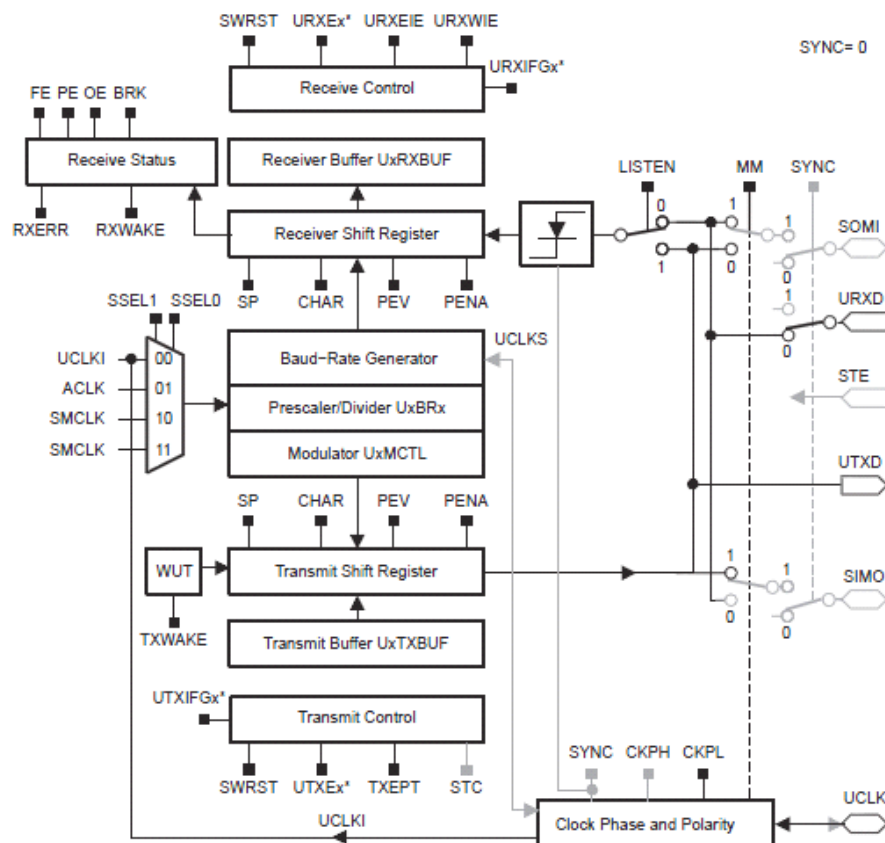 SWRST URXEx* URXEIE URXWIE
SYNC= 0
URXIFGx*
Receive Control
FE PE OE BRK
Receive Status
Receiver Buffer UxRXBUF
LISTEN MM SYNC
RXERR RXWAKE
Receiver Shift Register
0 1 1 SOMI
1 0 0
SP CHAR PEV PENA
SSEL1 SSEL0
1 URXD
UCLKS
UCLKI 00
Baud-Rate Generator
0
ACLK 01
STE
SMCLK 10
Prescaler/Divider UxBRx
SMCLK 11
Modulator UxMCTL
UTXD
SP CHAR PEV PENA
WUT
Transmit Shift Register
1 1 SIMO
0 0
TXWAKE
Transmit Buffer UxTXBUF
UTXIFGx*
Transmit Control
SYNC CKPH CKPL
SWRST UTXEx* TXEPT STC
UCLKI
Clock Phase and Polarity
UCLK